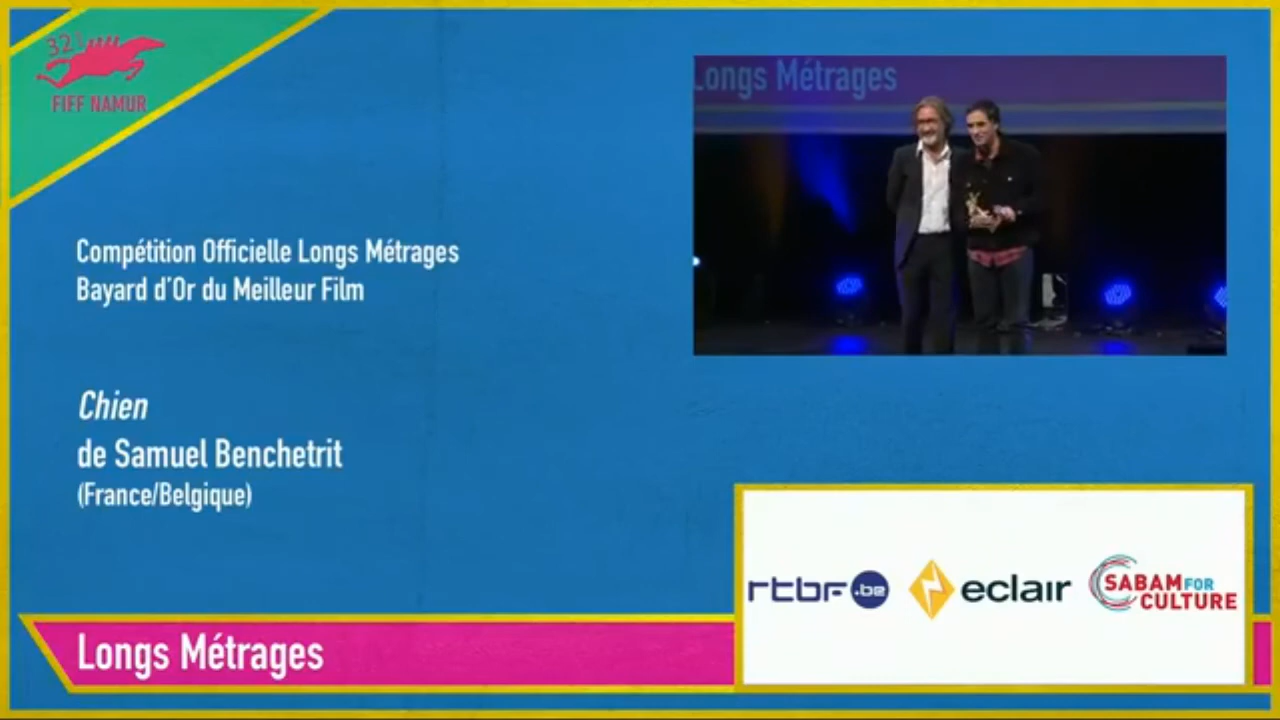 321
FIFF NAMUR
Longs Métrages
Compétition Officielle Longs Métrages
Bayard d'Or du Meilleur Film
Chien
de Samuel Benchetrit
(France/Belgique)
rtbf.be
eclair
SABAM FOR
CULTURE
Longs Métrages